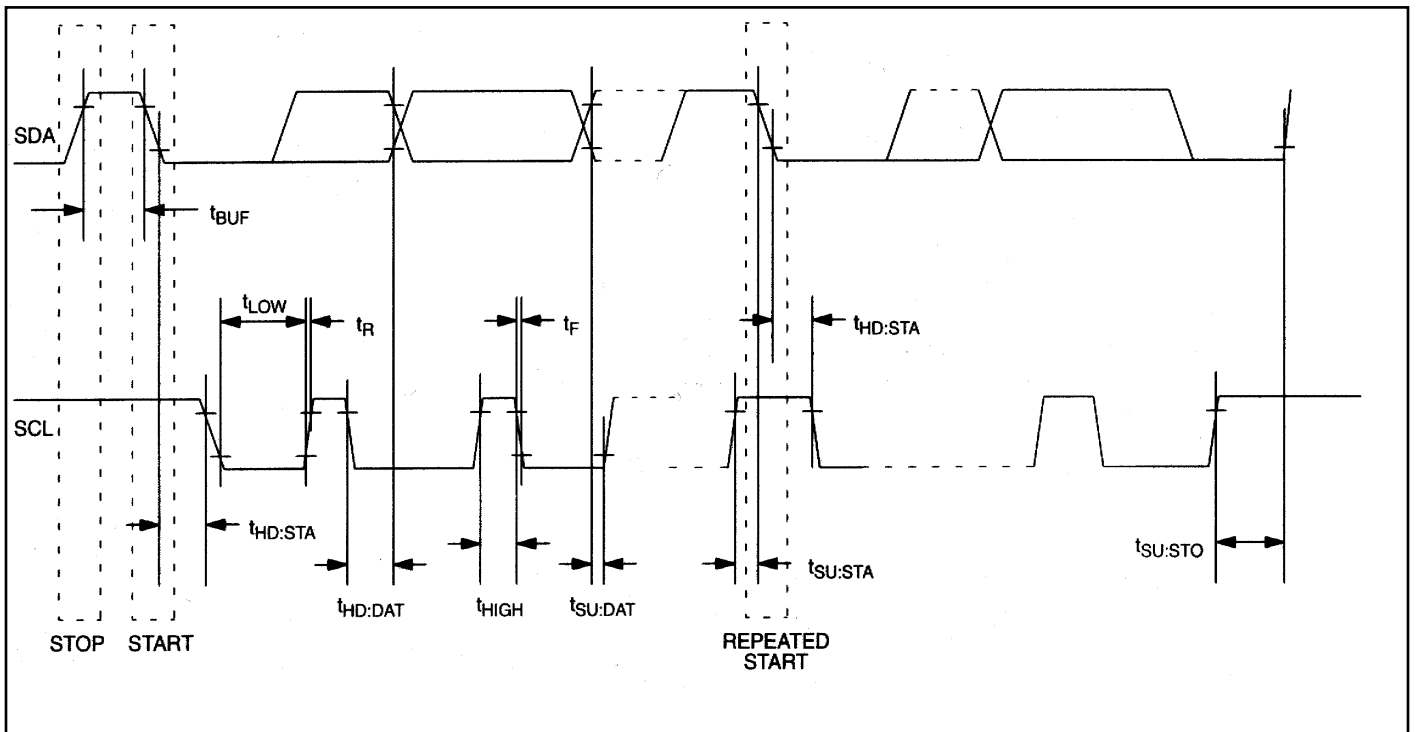 SDA
tBUF
tLOW
tR
tF
tHD:STA
SCL
tHD:STA
tSU:STO
tSU:STA
tHD:DAT
tHIGH
tSU:DAT
STOP
START
REPEATED
START